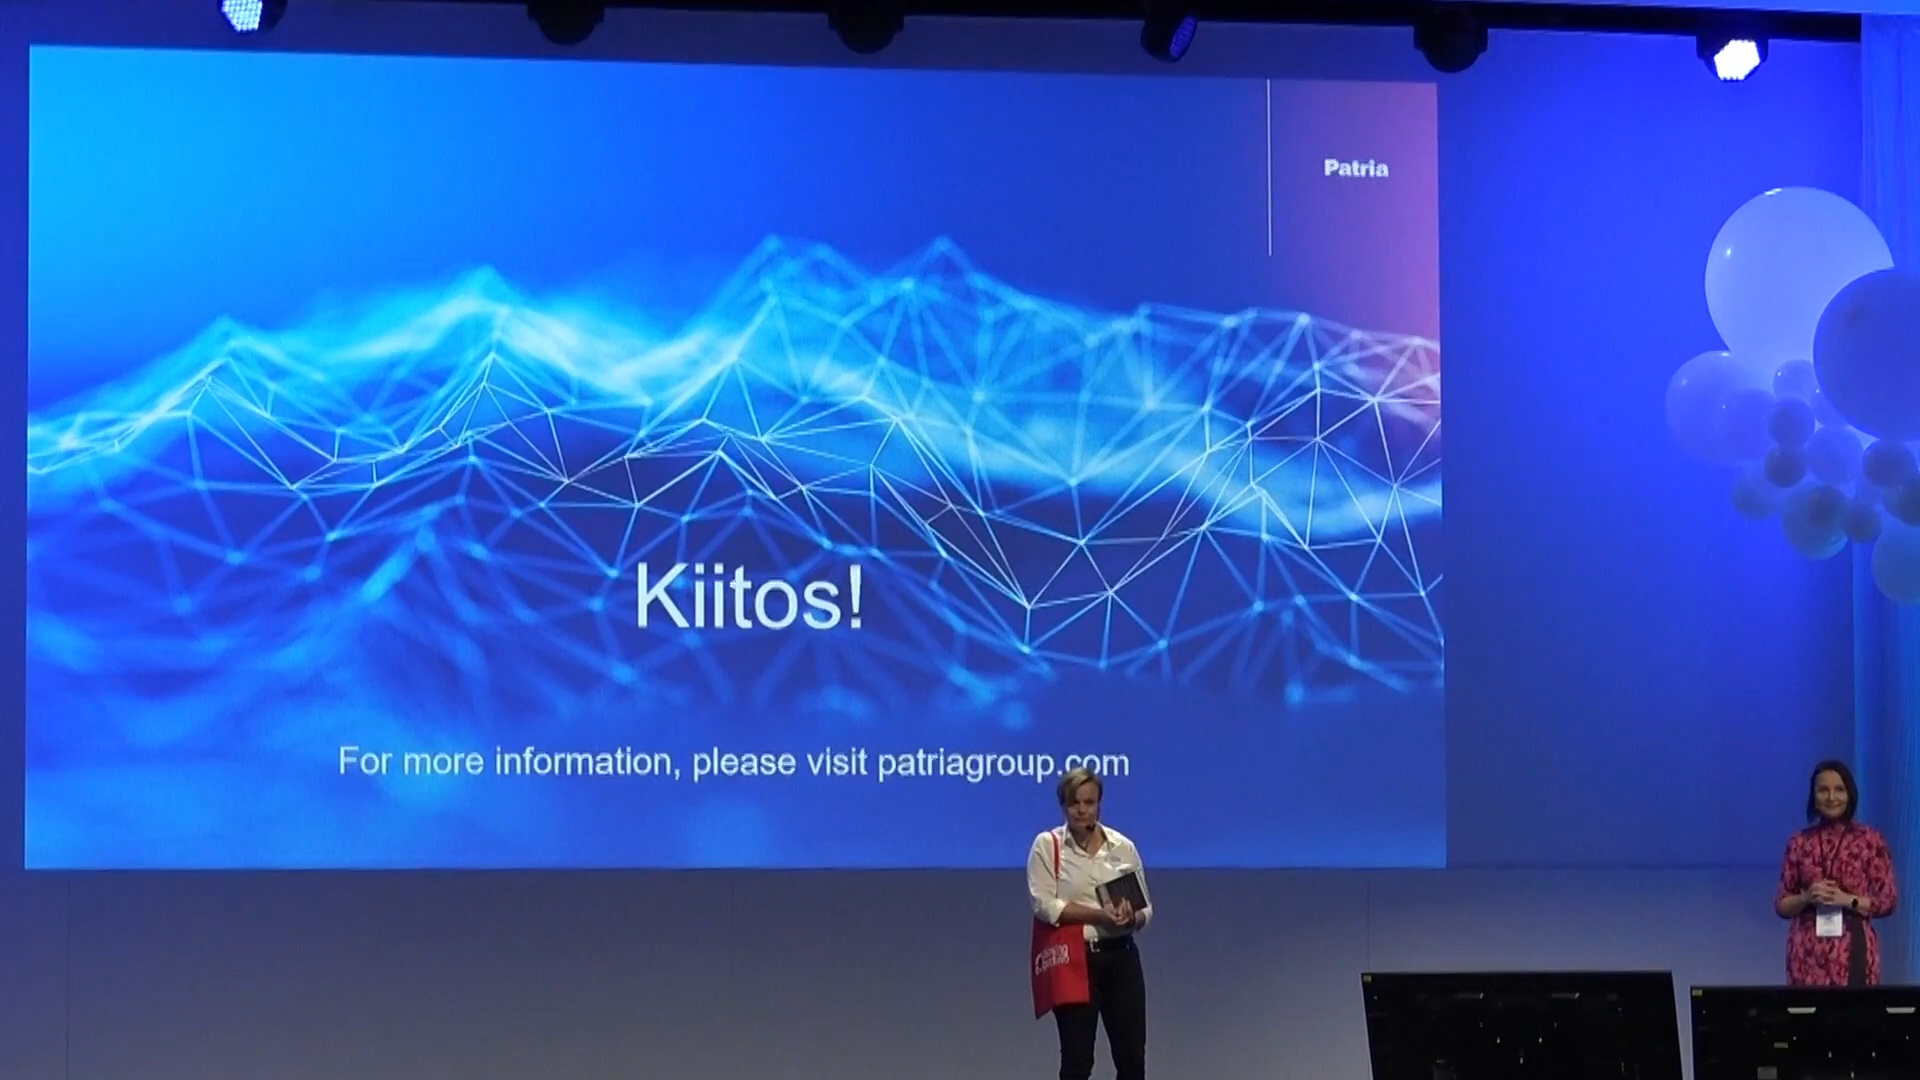 Patria
Kiitos!
For more information, please visit patriagroup.com